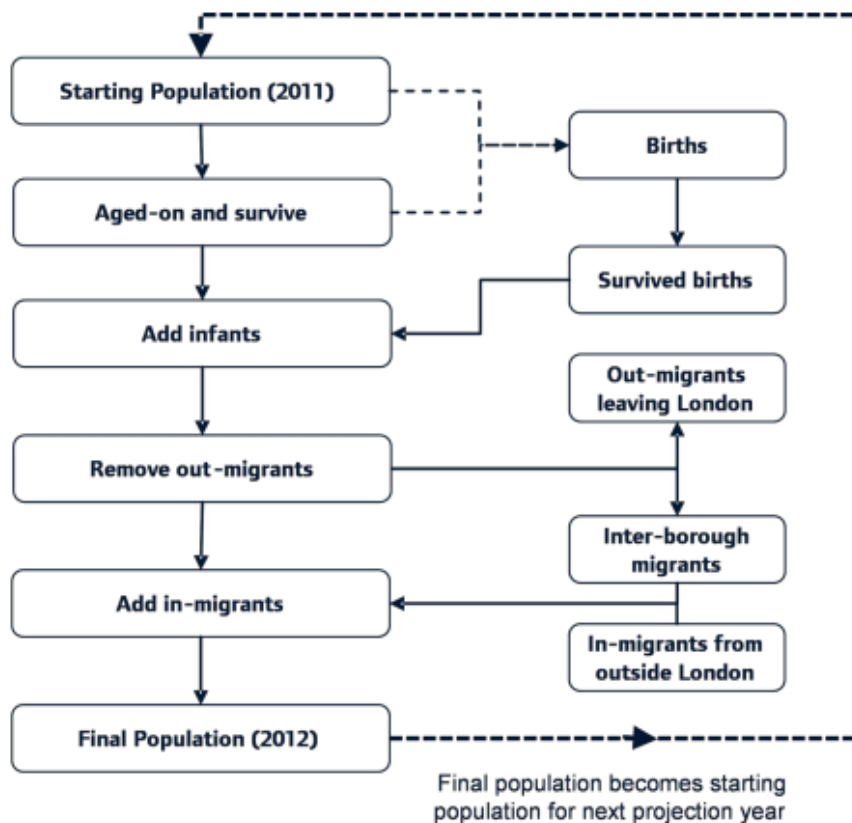 Starting Population (2011)
Births
Aged-on and survive
Survived births
Add infants
Out-migrants
leaving London
Remove out-migrants
Inter-borough
migrants
Add in-migrants
In-migrants from
outside London
Final Population (2012)
Final population becomes starting
population for next projection year